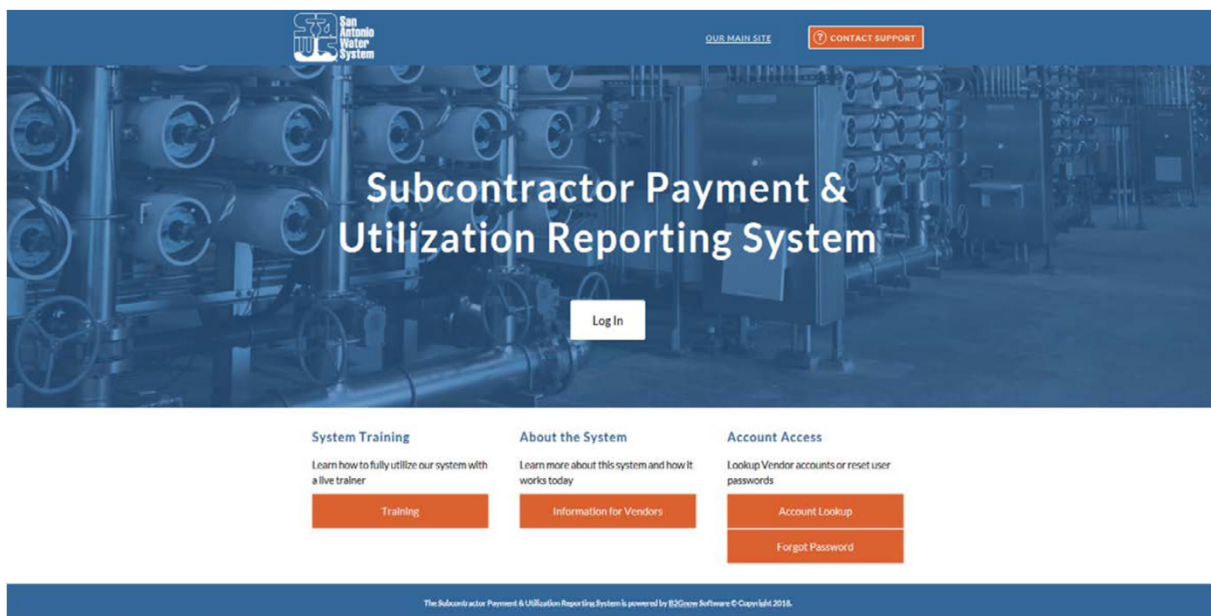 San
Antonio
Water
System
OUR MAIN SITE
? CONTACT SUPPORT
Subcontractor Payment &
Utilization Reporting System
Log In
System Training
Learn how to fully utilize our system with
a live trainer
Training
About the System
Learn more about this system and how it
works today
Information for Vendors
Account Access
Lookup Vendor accounts or reset user
passwords
Account Lookup
Forgot Password
The Subcontractor Payment & Utilization Reporting System is powered by B2Gnow Software © Copyright 2018.